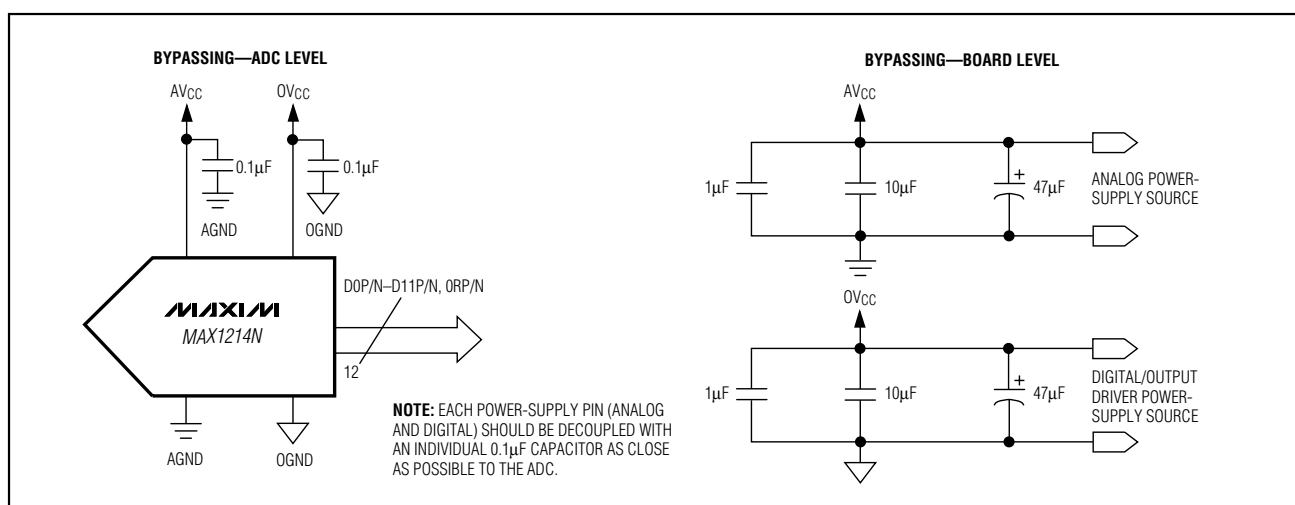 BYPASSING—ADC LEVEL
AVCC
OVCC
0.1µF
0.1µF
AGND
OGND
MAXIM
MAX1214N
D0P/N–D11P/N, 0RP/N
12
AGND
OGND
NOTE: EACH POWER-SUPPLY PIN (ANALOG
AND DIGITAL) SHOULD BE DECOUPLED WITH
AN INDIVIDUAL 0.1µF CAPACITOR AS CLOSE
AS POSSIBLE TO THE ADC.
BYPASSING—BOARD LEVEL
AVCC
1µF
10µF
+
47µF
ANALOG POWER-
SUPPLY SOURCE
OVCC
1µF
10µF
+
47µF
DIGITAL/OUTPUT
DRIVER POWER-
SUPPLY SOURCE